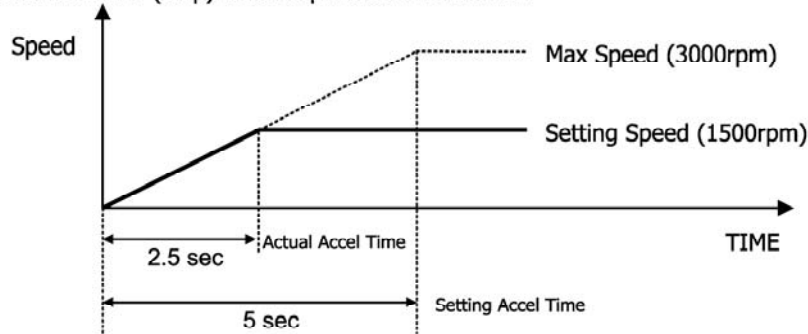 Speed
Max Speed (3000rpm)
Setting Speed (1500rpm)
TIME
2.5 sec
Actual Accel Time
5 sec
Setting Accel Time